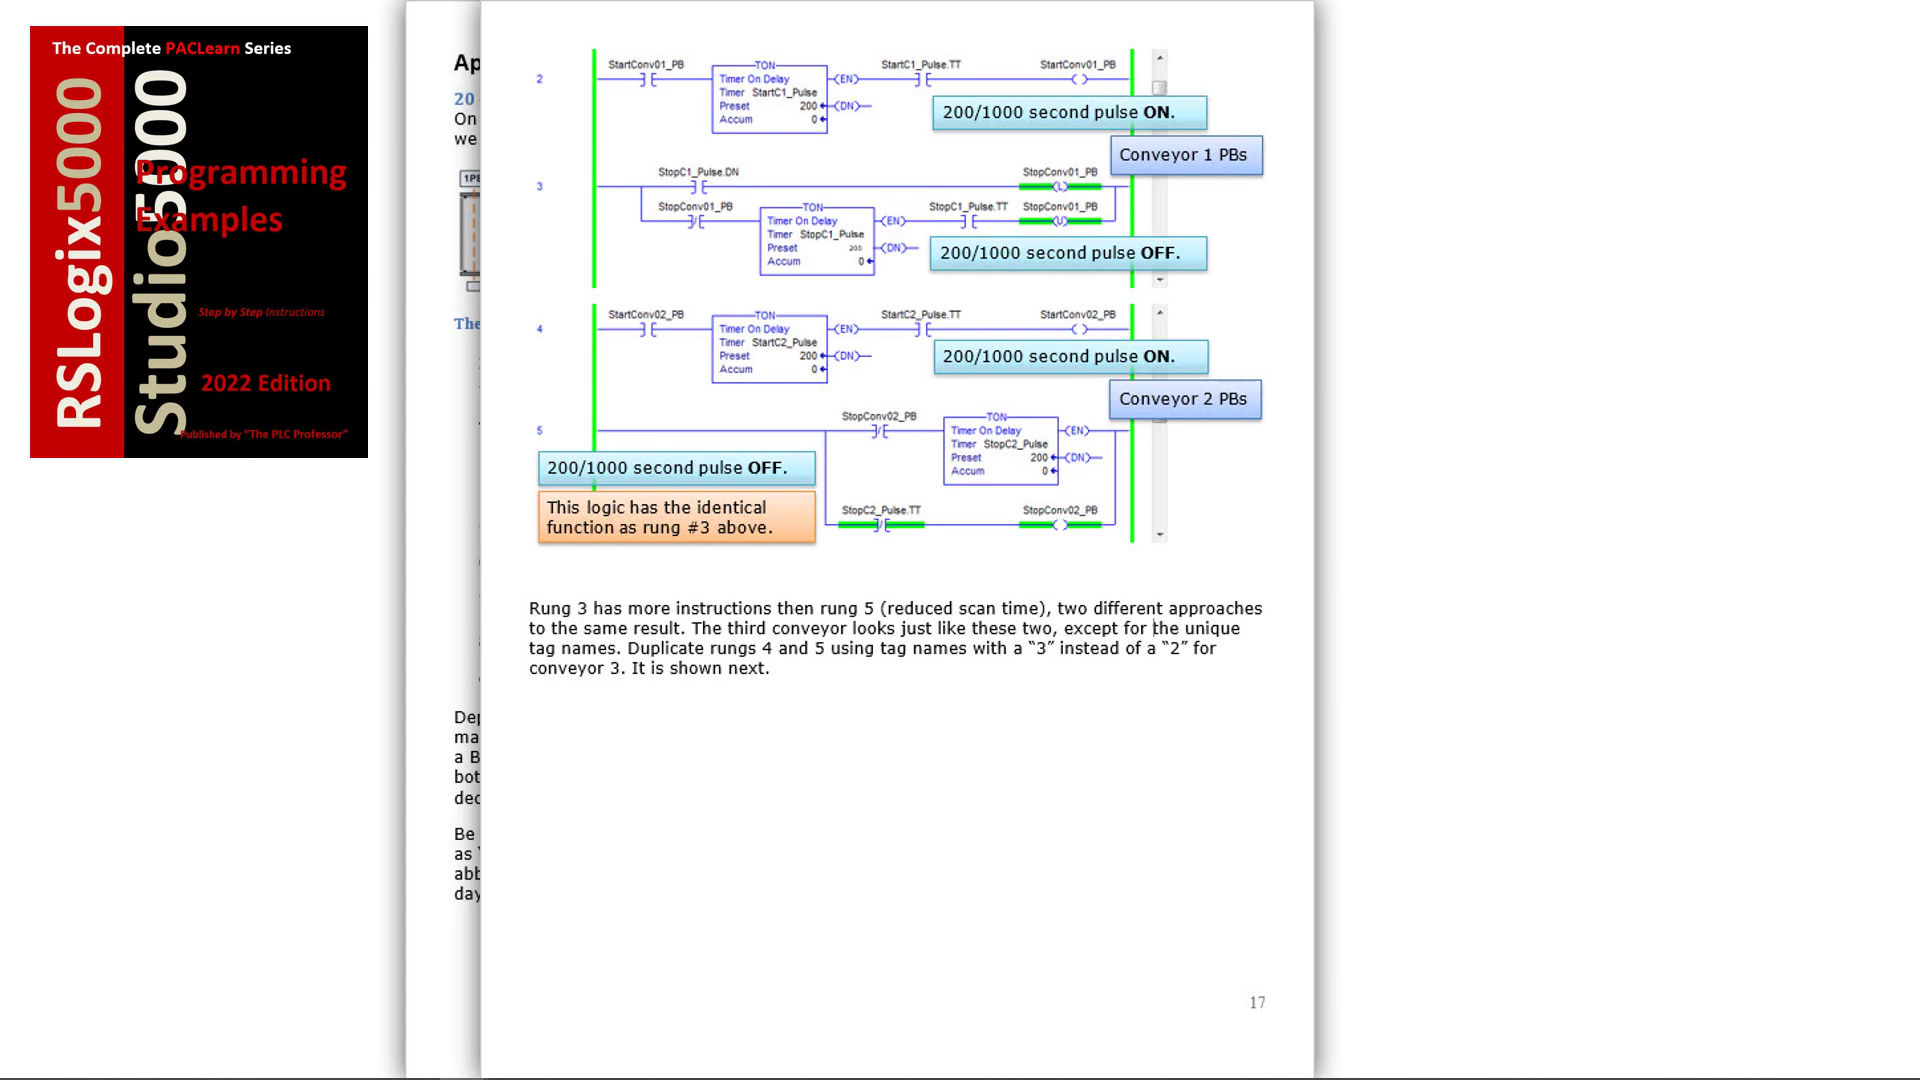 The Complete PACLearn Series
RSLogix5000
Studio5000
Programming
Examples
Step by Step Instructions
2022 Edition
Published by “The PLC Professor”
Ap
20
On
we
1PB
The
Dep
ma
a B
bot
dec
Be
as
abb
day
2
StartConv01_PB
TON
Timer On Delay
Timer StartC1_Pulse
Preset 200
Accum 0
EN
DN
StartC1_Pulse.TT
StartConv01_PB
200/1000 second pulse ON.
Conveyor 1 PBs
3
StopC1_Pulse.DN
StopConv01_PB
L
StopConv01_PB
TON
Timer On Delay
Timer StopC1_Pulse
Preset 200
Accum 0
EN
DN
StopC1_Pulse.TT
StopConv01_PB
U
200/1000 second pulse OFF.
4
StartConv02_PB
TON
Timer On Delay
Timer StartC2_Pulse
Preset 200
Accum 0
EN
DN
StartC2_Pulse.TT
StartConv02_PB
200/1000 second pulse ON.
Conveyor 2 PBs
5
StopConv02_PB
TON
Timer On Delay
Timer StopC2_Pulse
Preset 200
Accum 0
EN
DN
200/1000 second pulse OFF.
This logic has the identical
function as rung #3 above.
StopC2_Pulse.TT
StopConv02_PB
Rung 3 has more instructions then rung 5 (reduced scan time), two different approaches
to the same result. The third conveyor looks just like these two, except for the unique
tag names. Duplicate rungs 4 and 5 using tag names with a “3” instead of a “2” for
conveyor 3. It is shown next.
17